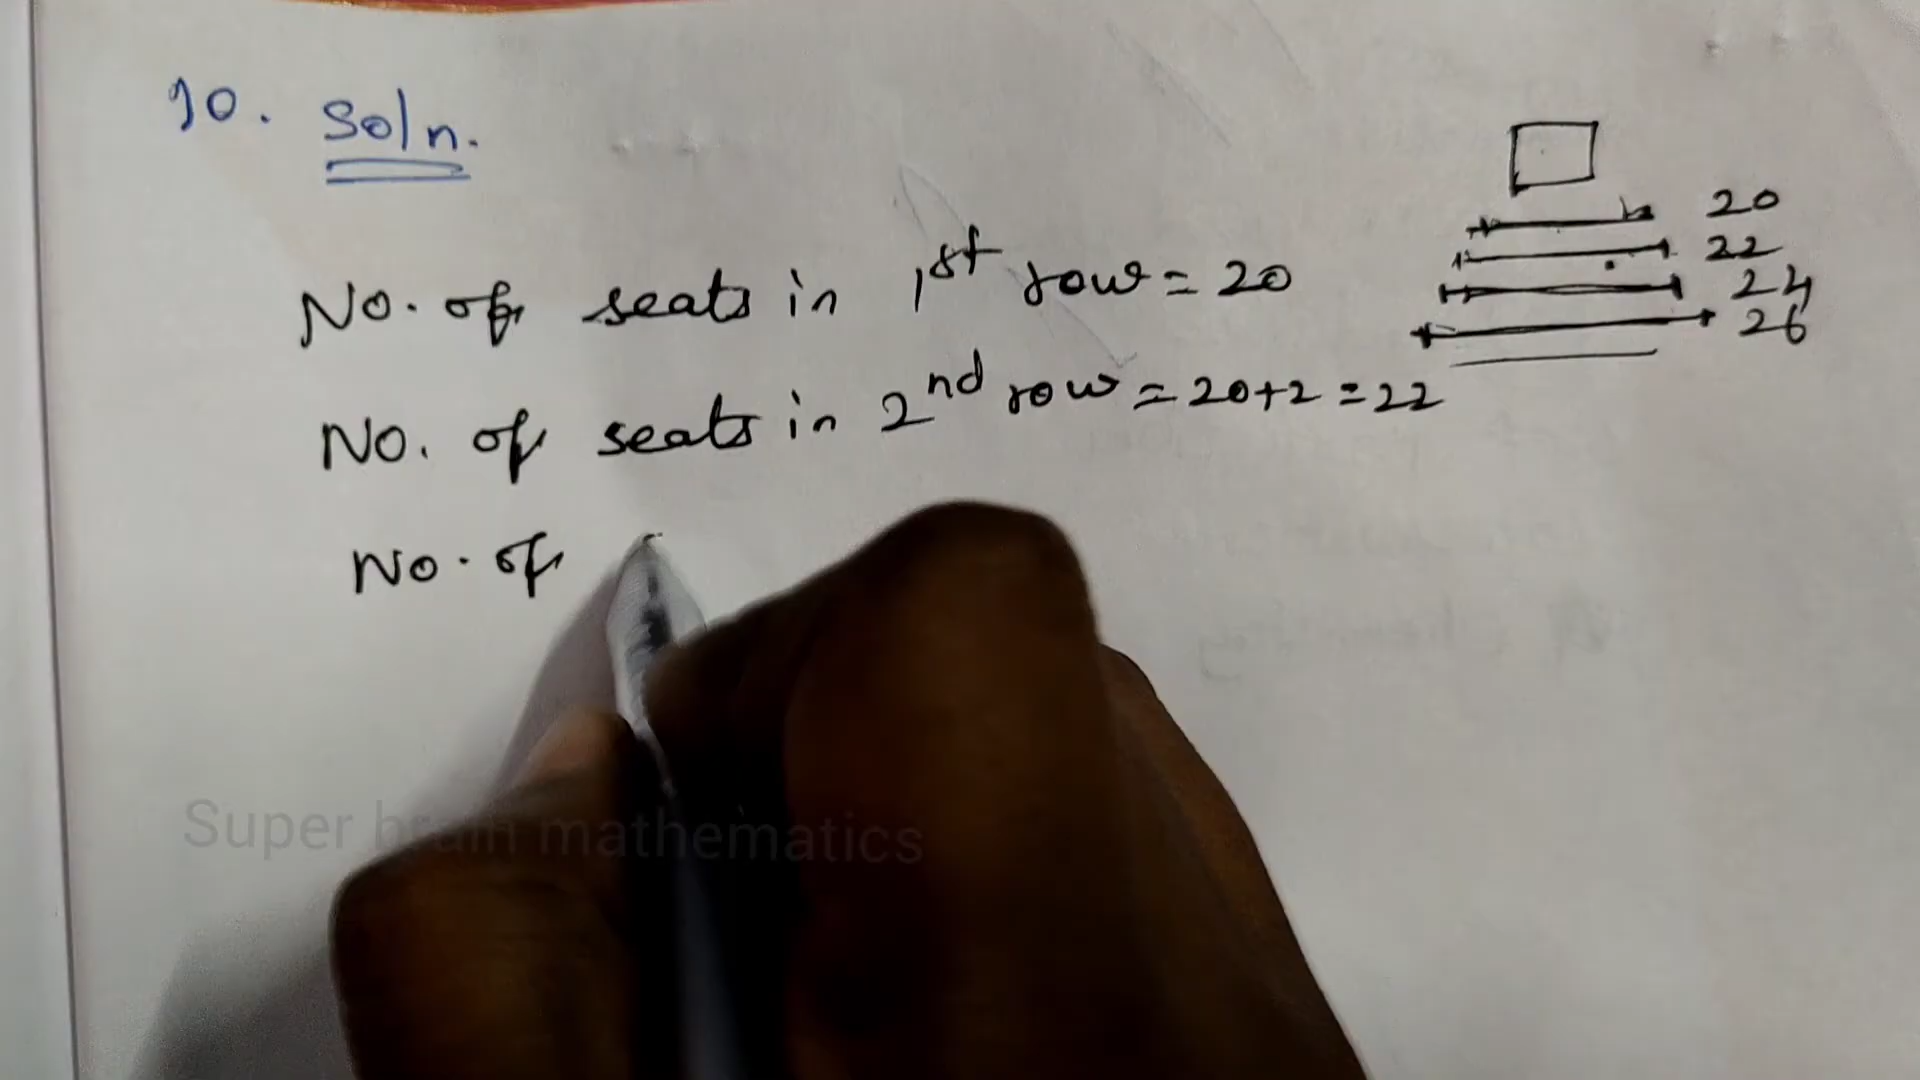 10. Soln.
No. of seats in 1st row = 20
No. of seats in 2nd row = 20+2 = 22
No. of
20
22
24
26
Super brain mathematics